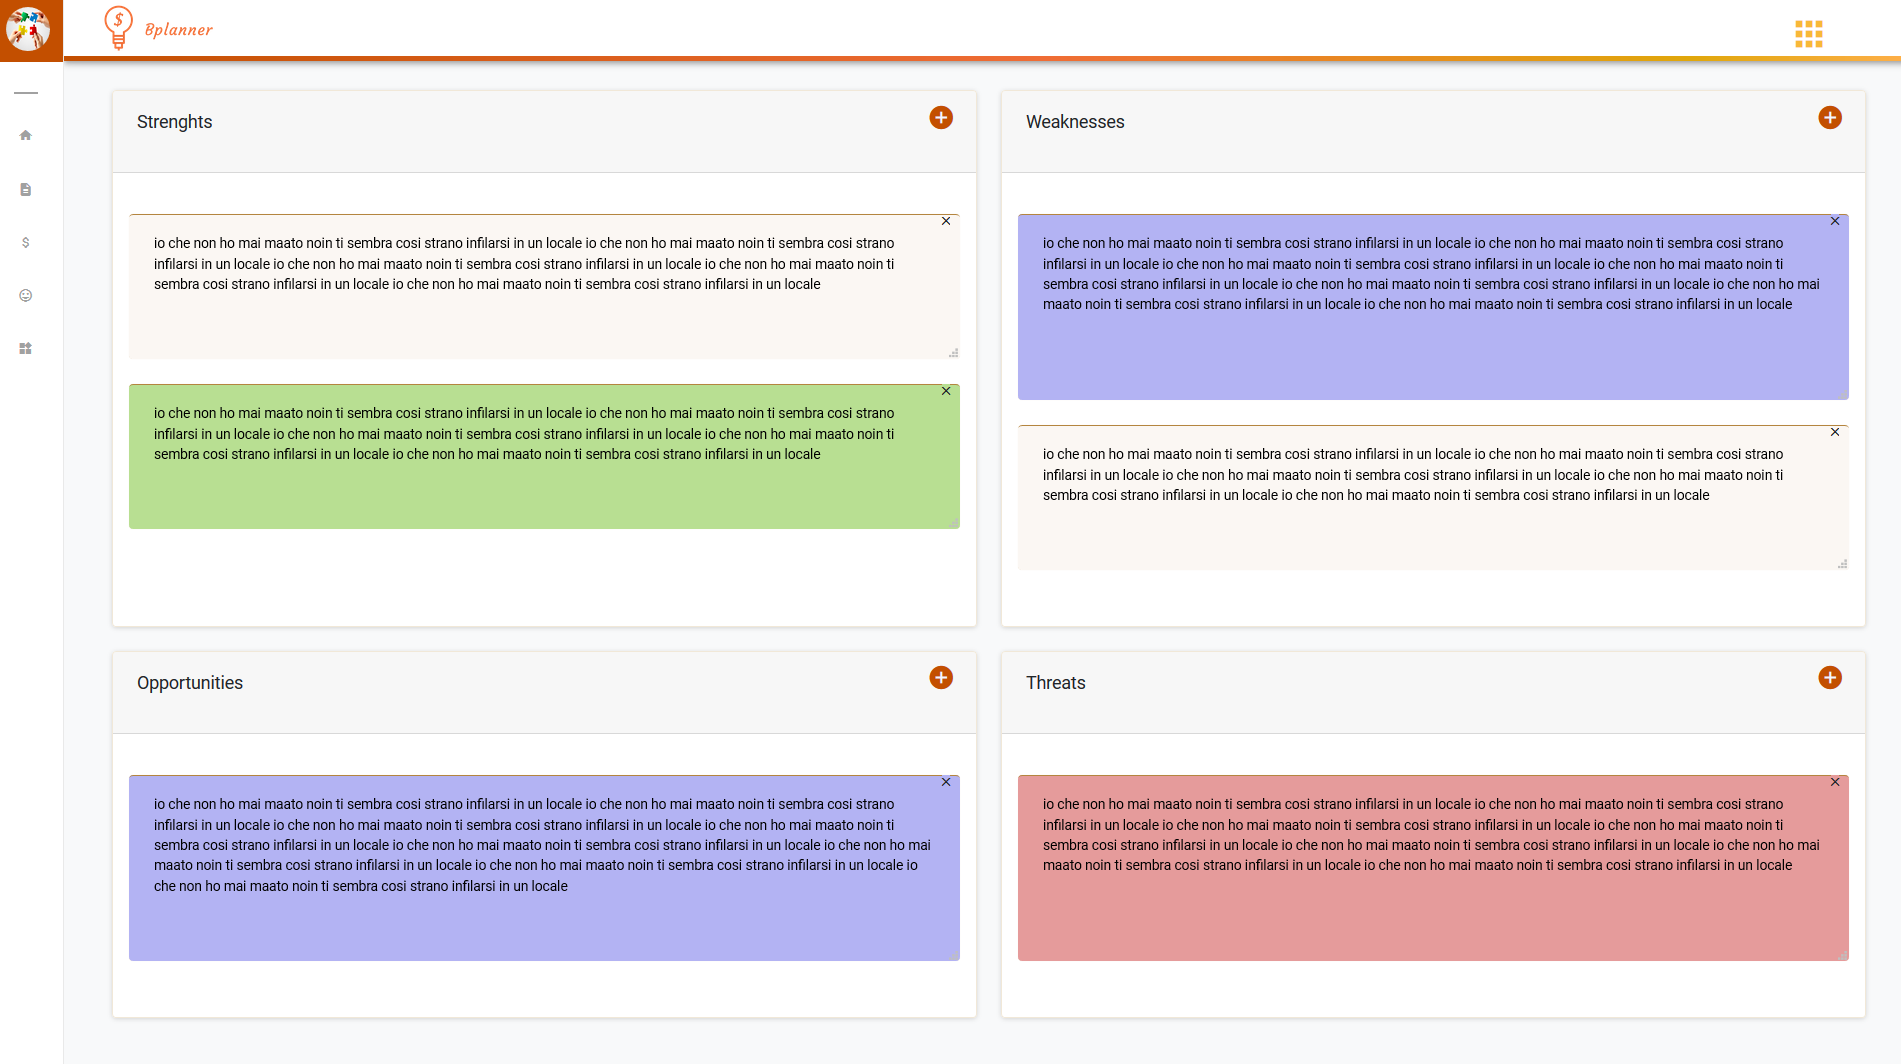 Bplanner
Strenghts
io che non ho mai maato noin ti sembra cosi strano infilarsi in un locale io che non ho mai maato noin ti sembra cosi strano
infilarsi in un locale io che non ho mai maato noin ti sembra cosi strano infilarsi in un locale io che non ho mai maato noin ti
sembra cosi strano infilarsi in un locale io che non ho mai maato noin ti sembra cosi strano infilarsi in un locale
io che non ho mai maato noin ti sembra cosi strano infilarsi in un locale io che non ho mai maato noin ti sembra cosi strano
infilarsi in un locale io che non ho mai maato noin ti sembra cosi strano infilarsi in un locale io che non ho mai maato noin ti
sembra cosi strano infilarsi in un locale io che non ho mai maato noin ti sembra cosi strano infilarsi in un locale
Weaknesses
io che non ho mai maato noin ti sembra cosi strano infilarsi in un locale io che non ho mai maato noin ti sembra cosi strano
infilarsi in un locale io che non ho mai maato noin ti sembra cosi strano infilarsi in un locale io che non ho mai maato noin ti
sembra cosi strano infilarsi in un locale io che non ho mai maato noin ti sembra cosi strano infilarsi in un locale io che non ho mai
maato noin ti sembra cosi strano infilarsi in un locale io che non ho mai maato noin ti sembra cosi strano infilarsi in un locale
io che non ho mai maato noin ti sembra cosi strano infilarsi in un locale io che non ho mai maato noin ti sembra cosi strano
infilarsi in un locale io che non ho mai maato noin ti sembra cosi strano infilarsi in un locale io che non ho mai maato noin ti
sembra cosi strano infilarsi in un locale io che non ho mai maato noin ti sembra cosi strano infilarsi in un locale
Opportunities
io che non ho mai maato noin ti sembra cosi strano infilarsi in un locale io che non ho mai maato noin ti sembra cosi strano
infilarsi in un locale io che non ho mai maato noin ti sembra cosi strano infilarsi in un locale io che non ho mai maato noin ti
sembra cosi strano infilarsi in un locale io che non ho mai maato noin ti sembra cosi strano infilarsi in un locale io che non ho mai
maato noin ti sembra cosi strano infilarsi in un locale io che non ho mai maato noin ti sembra cosi strano infilarsi in un locale io
che non ho mai maato noin ti sembra cosi strano infilarsi in un locale
Threats
io che non ho mai maato noin ti sembra cosi strano infilarsi in un locale io che non ho mai maato noin ti sembra cosi strano
infilarsi in un locale io che non ho mai maato noin ti sembra cosi strano infilarsi in un locale io che non ho mai maato noin ti
sembra cosi strano infilarsi in un locale io che non ho mai maato noin ti sembra cosi strano infilarsi in un locale io che non ho mai
maato noin ti sembra cosi strano infilarsi in un locale io che non ho mai maato noin ti sembra cosi strano infilarsi in un locale